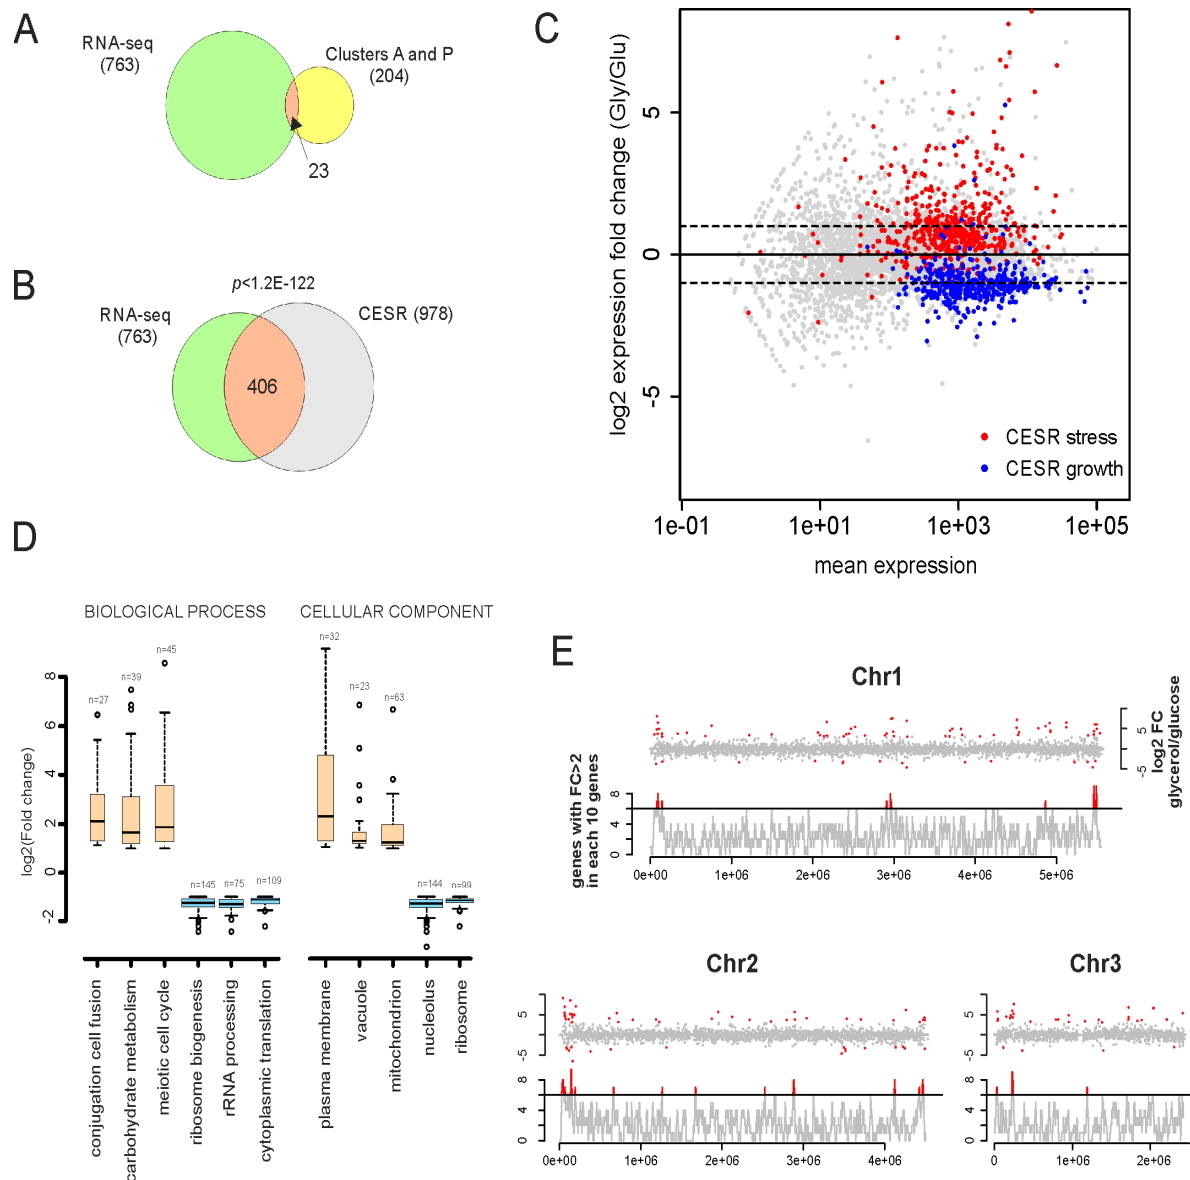 A
RNA-seq
(763)
Clusters A and P
(204)
23
B
p<1.2E-122
RNA-seq
(763)
CESR (978)
406
C
log2 expression fold change (Gly/Glu)
5
0
-5
CESR stress
CESR growth
1e-01
1e+01
1e+03
1e+05
mean expression
D
BIOLOGICAL PROCESS
CELLULAR COMPONENT
log2(Fold change)
8
6
4
2
0
-2
n=27
n=39
n=45
n=145
n=75
n=109
n=32
n=23
n=63
n=144
n=99
conjugation cell fusion
carbohydrate metabolism
meiotic cell cycle
ribosome biogenesis
rRNA processing
cytoplasmic translation
plasma membrane
vacuole
mitochondrion
nucleolus
ribosome
E
Chr1
5
-5
log2 FC
glycerol/glucose
genes with FC>2
in each 10 genes
8
4
0
0e+00
1e+06
2e+06
3e+06
4e+06
5e+06
Chr2
5
-5
8
4
0
0e+00
1e+06
2e+06
3e+06
4e+06
Chr3
5
-5
8
4
0
0
1e+06
2e+06